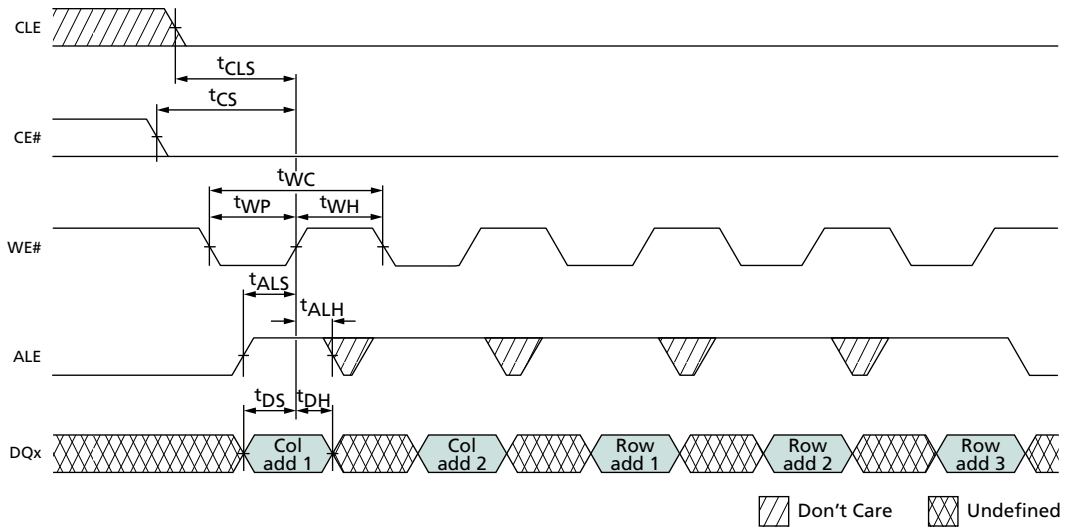 CLE
tCLS
tCS
CE#
tWC
tWP tWH
WE#
tALS
tALH
ALE
tDS tDH
DQx
Col add 1
Col add 2
Row add 1
Row add 2
Row add 3
Don't Care
Undefined